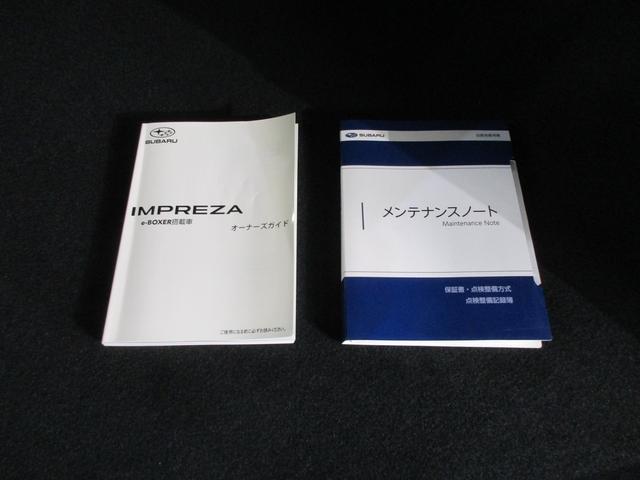 SUBARU
IMPREZA
e-BOXER搭載車
オーナーズガイド
ご使用になる前に必ずお読みください。
SUBARU
メンテナンスノート
Maintenance Note
保証書・点検整備方式
点検整備記録簿